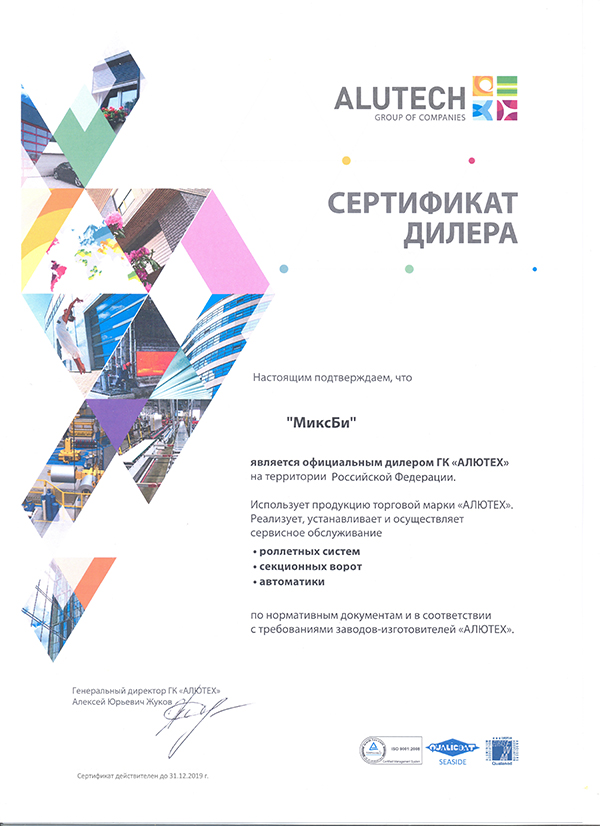 ALUTECH
GROUP OF COMPANIES
СЕРТИФИКАТ
ДИЛЕРА
Настоящим подтверждаем, что
"МиксБи"
является официальным дилером ГК «АЛЮТЕХ»
на территории Российской Федерации.
Использует продукцию торговой марки «АЛЮТЕХ».
Реализует, устанавливает и осуществляет
сервисное обслуживание
• роллетных систем
• секционных ворот
• автоматики
по нормативным документам и в соответствии
с требованиями заводов-изготовителей «АЛЮТЕХ».
Генеральный директор ГК «АЛЮТЕХ»
Алексей Юрьевич Жуков
ISO 9001:2008
QUALICOAT
SEASIDE
Сертификат действителен до 31.12.2019 г.